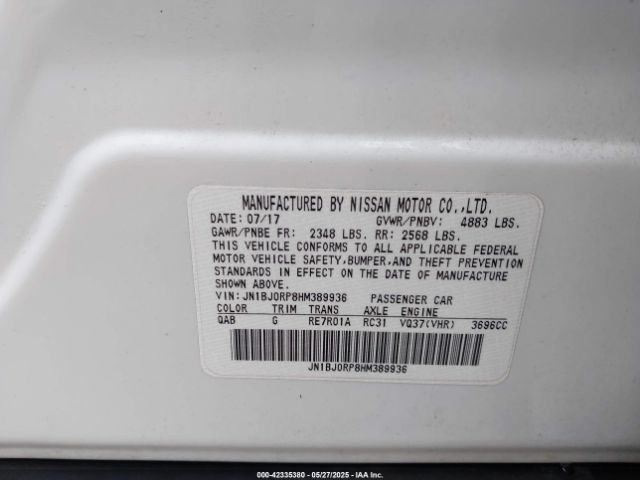 MANUFACTURED BY NISSAN MOTOR CO.,LTD.
DATE: 07/17 GVWR/PNBV: 4883 LBS.
GAWR/PNBE FR: 2348 LBS. RR: 2568 LBS.
THIS VEHICLE CONFORMS TO ALL APPLICABLE FEDERAL
MOTOR VEHICLE SAFETY,BUMPER,AND THEFT PREVENTION
STANDARDS IN EFFECT ON THE DATE OF MANUFACTURE
SHOWN ABOVE.
VIN: JN1BJ0RP8HM389936 PASSENGER CAR
COLOR TRIM TRANS AXLE ENGINE
QAB G RE7R01A RC31 VQ37(VHR) 3696CC
JN1BJ0RP8HM389936
000-42335380 - 05/27/2025 - IAA Inc.